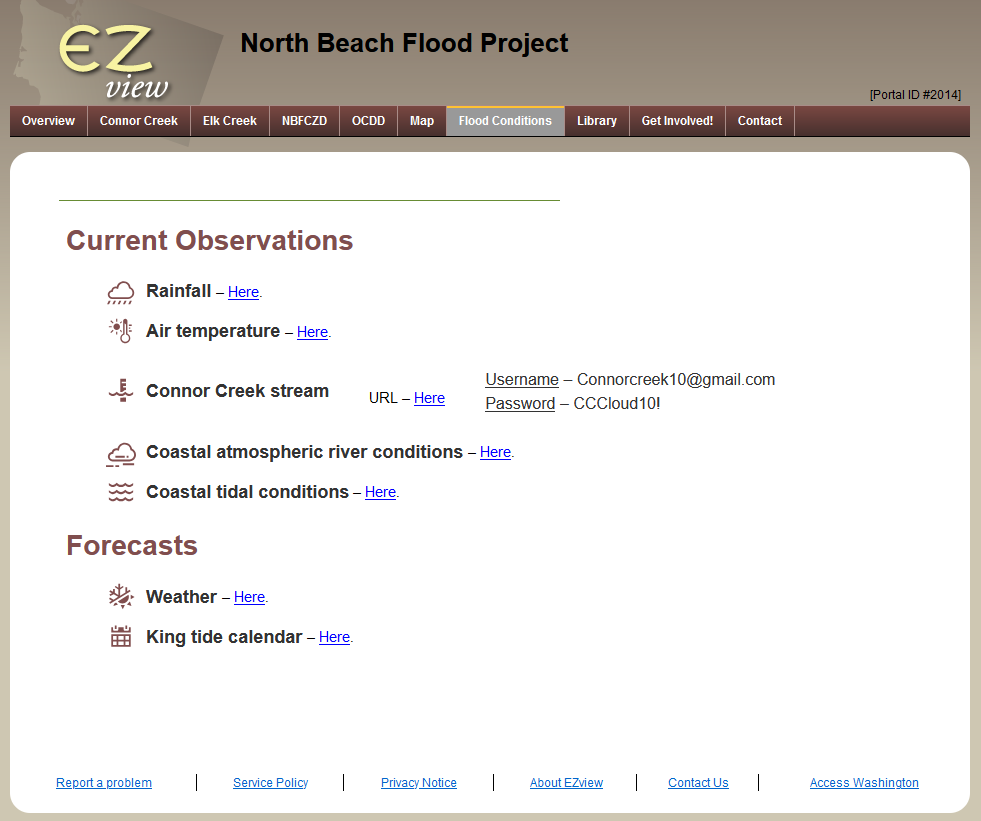 EZ
view
North Beach Flood Project
[Portal ID #2014]
Overview Connor Creek Elk Creek NBFCZD OCDD Map Flood Conditions Library Get Involved! Contact
Current Observations
Rainfall – Here.
Air temperature – Here.
Connor Creek stream URL – Here
Username – Connorcreek10@gmail.com
Password – CCCloud10!
Coastal atmospheric river conditions – Here.
Coastal tidal conditions – Here.
Forecasts
Weather – Here.
King tide calendar – Here.
Report a problem | Service Policy | Privacy Notice | About EZview | Contact Us | Access Washington